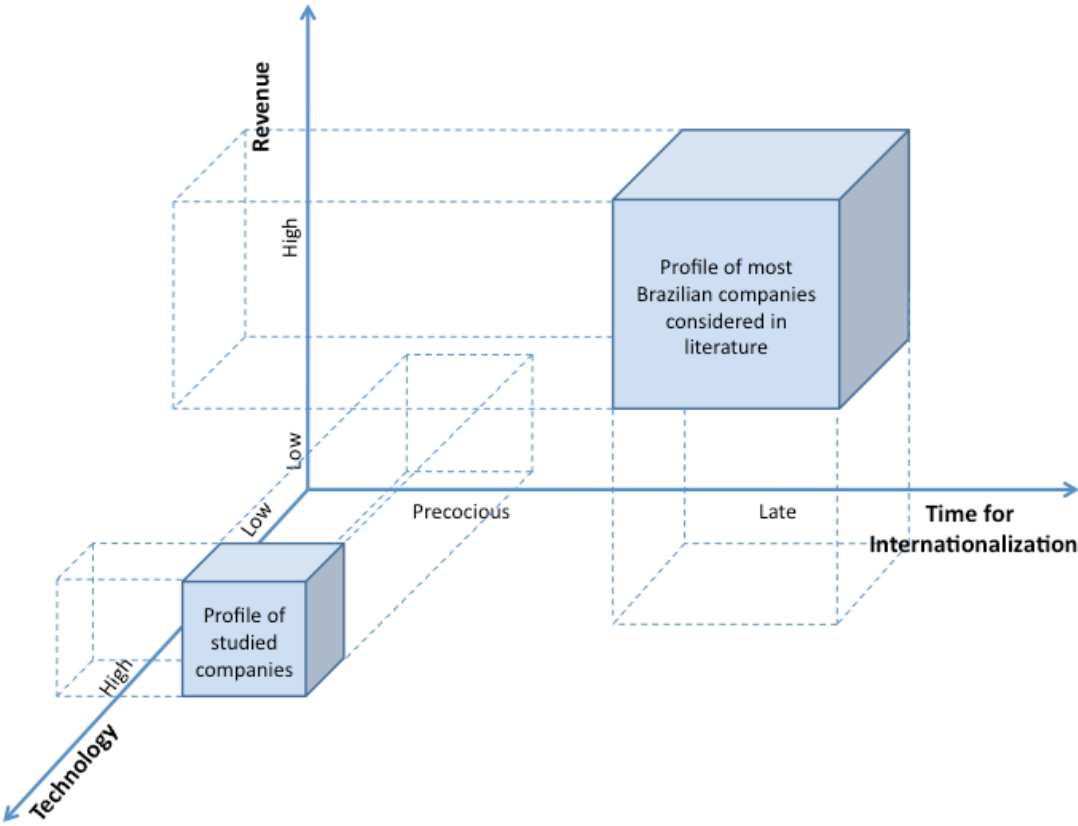 Revenue
High
Low
Profile of most
Brazilian companies
considered in
literature
Precocious
Late
Time for
Internationalization
Low
Profile of
studied
companies
High
Technology